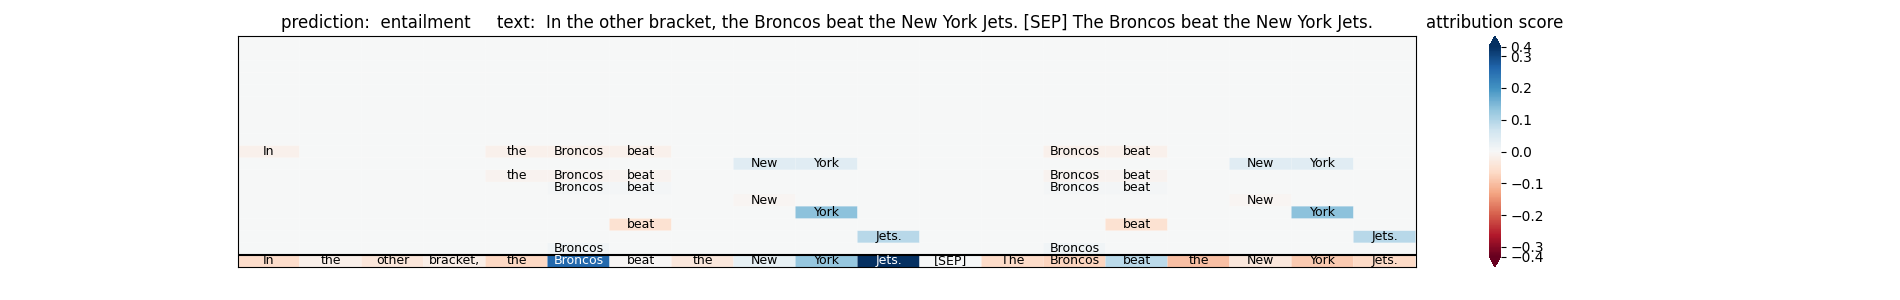 prediction:  entailment     text:  In the other bracket, the Broncos beat the New York Jets. [SEP] The Broncos beat the New York Jets.
attribution score
0.4
0.3
0.2
0.1
0.0
−0.1
−0.2
−0.3
−0.4
In the Broncos beat Broncos beat
New York New York
the Broncos beat Broncos beat
Broncos beat Broncos beat
New New
York York
beat beat
Jets. Jets.
Broncos Broncos
In the other bracket, the Broncos beat the New York Jets. [SEP] The Broncos beat the New York Jets.